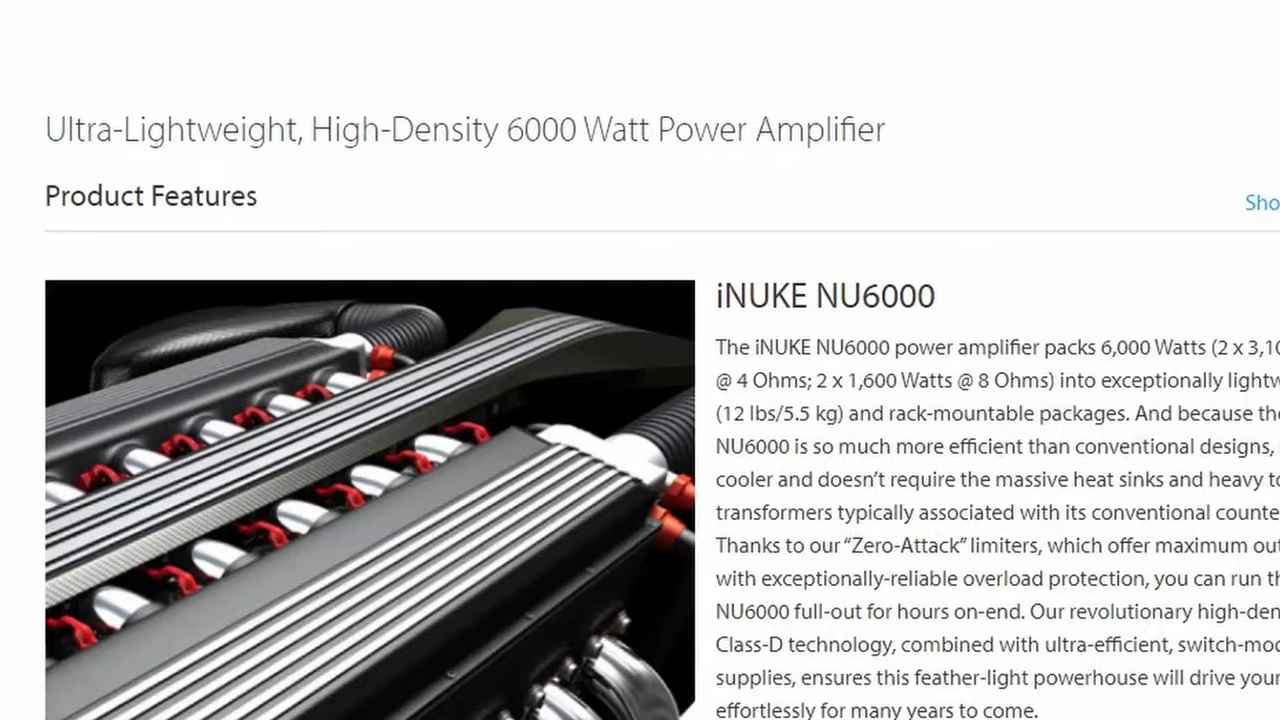 Ultra-Lightweight, High-Density 6000 Watt Power Amplifier
Product Features
Sho
iNUKE NU6000
The iNUKE NU6000 power amplifier packs 6,000 Watts (2 x 3,10
@ 4 Ohms; 2 x 1,600 Watts @ 8 Ohms) into exceptionally lightw
(12 lbs/5.5 kg) and rack-mountable packages. And because the
NU6000 is so much more efficient than conventional designs,
cooler and doesn’t require the massive heat sinks and heavy to
transformers typically associated with its conventional counte
Thanks to our “Zero-Attack” limiters, which offer maximum out
with exceptionally-reliable overload protection, you can run th
NU6000 full-out for hours on-end. Our revolutionary high-den
Class-D technology, combined with ultra-efficient, switch-mod
supplies, ensures this feather-light powerhouse will drive your
effortlessly for many years to come.